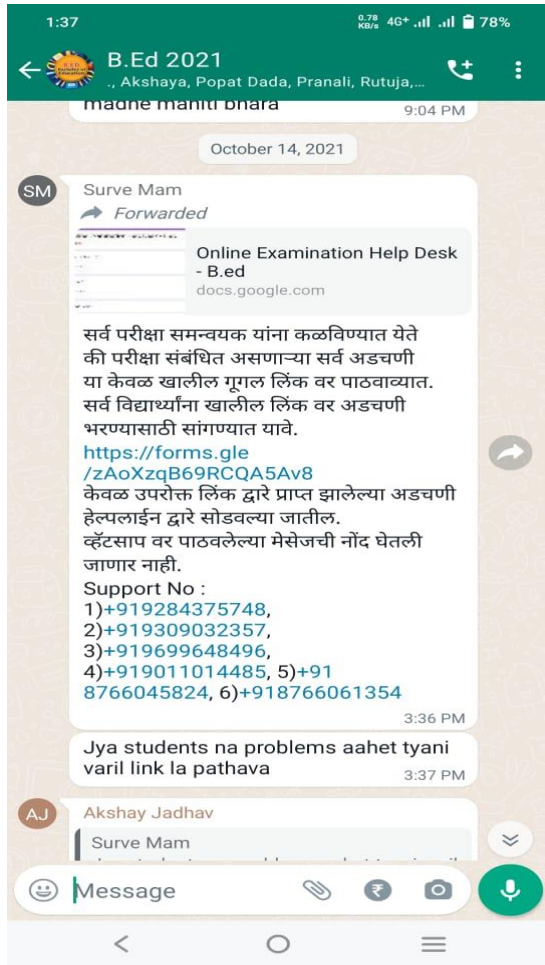 1:37
0.78 KB/s 4G+ 78%
B.Ed 2021
., Akshaya, Popat Dada, Pranali, Rutuja,...
madhe mahiti bhara
9:04 PM
October 14, 2021
SM
Surve Mam
Forwarded
Online Examination Help Desk
- B.ed
docs.google.com
सर्व परीक्षा समन्वयक यांना कळविण्यात येते
की परीक्षा संबंधित असणाऱ्या सर्व अडचणी
या केवळ खालील गूगल लिंक वर पाठवाव्यात.
सर्व विद्यार्थ्यांना खालील लिंक वर अडचणी
भरण्यासाठी सांगण्यात यावे.
https://forms.gle
/zAoXzqB69RCQA5Av8
केवळ उपरोक्त लिंक द्वारे प्राप्त झालेल्या अडचणी
हेल्पलाईन द्वारे सोडवल्या जातील.
व्हॅटसाप वर पाठवलेल्या मेसेजची नोंद घेतली
जाणार नाही.
Support No :
1)+919284375748,
2)+919309032357,
3)+919699648496,
4)+919011014485, 5)+91
8766045824, 6)+918766061354
3:36 PM
Jya students na problems aahet tyani
varil link la pathava
3:37 PM
AJ
Akshay Jadhav
Surve Mam
Message